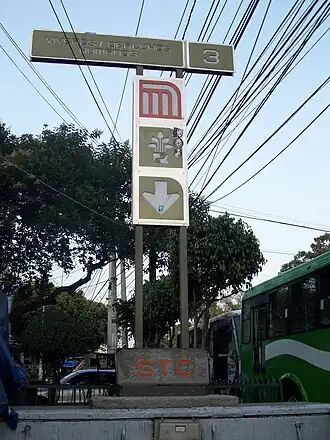 VIVEROS / DERECHOS
HUMANOS
3
STC